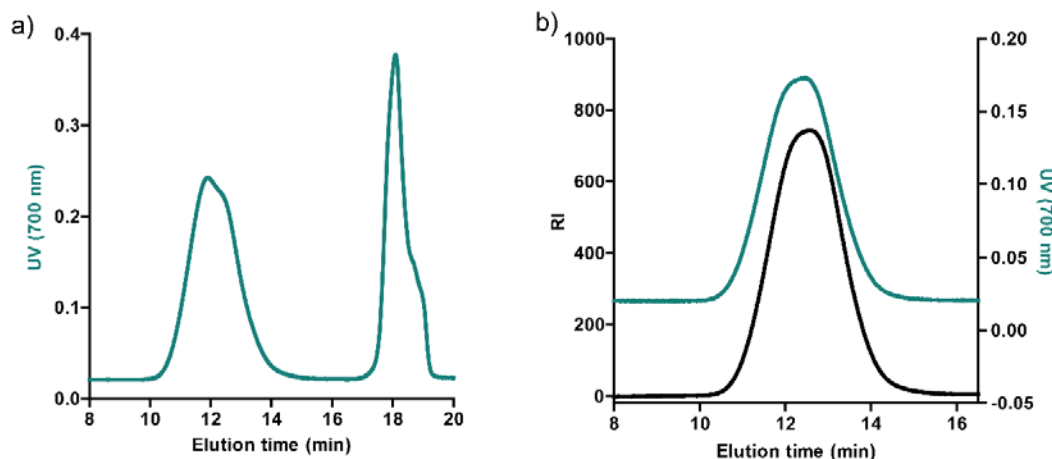 a)
0.4
0.3
0.2
0.1
0.0
UV (700 nm)
8 10 12 14 16 18 20
Elution time (min)
b)
1000
800
600
400
200
0
RI
0.20
0.15
0.10
0.05
0.00
-0.05
UV (700 nm)
8 10 12 14 16
Elution time (min)